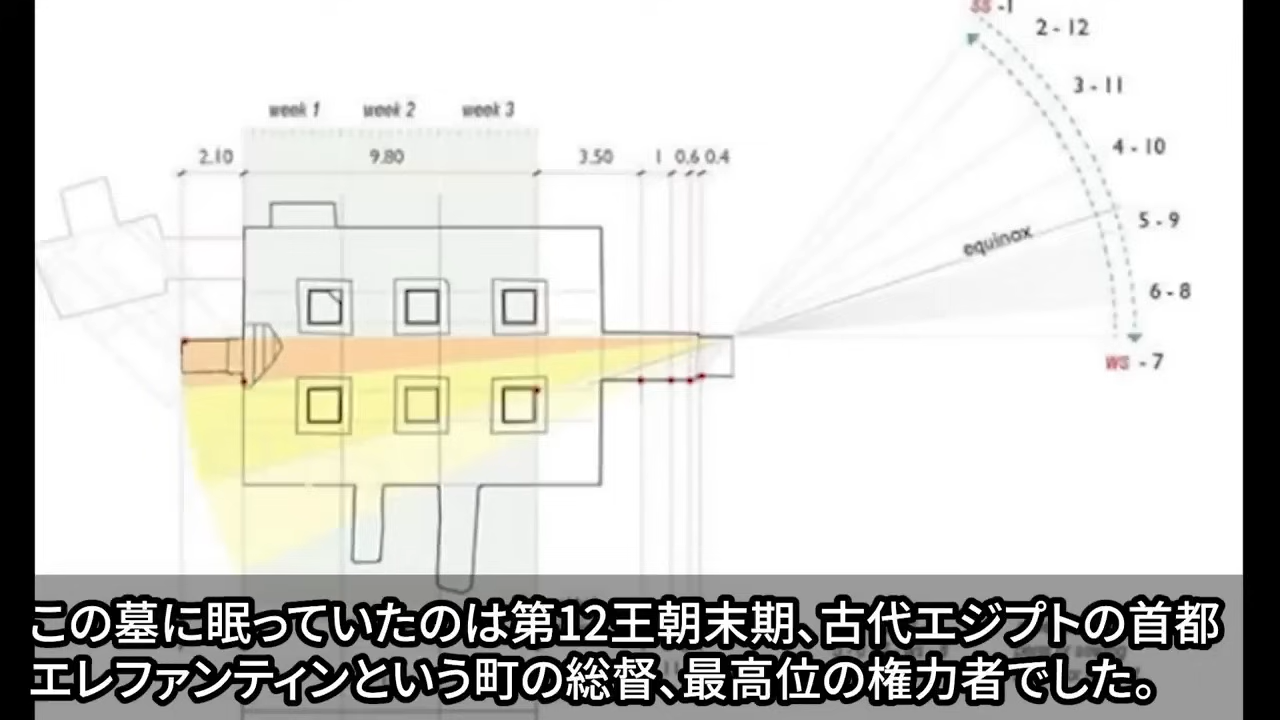 SS -1
2 - 12
3 - 11
4 - 10
5 - 9
6 - 8
WS - 7
equinox
week 1 week 2 week 3
2.10 9.80 3.50 1 0.6 0.4
この墓に眠っていたのは第12王朝末期、古代エジプトの首都
エレファンティンという町の総督、最高位の権力者でした。